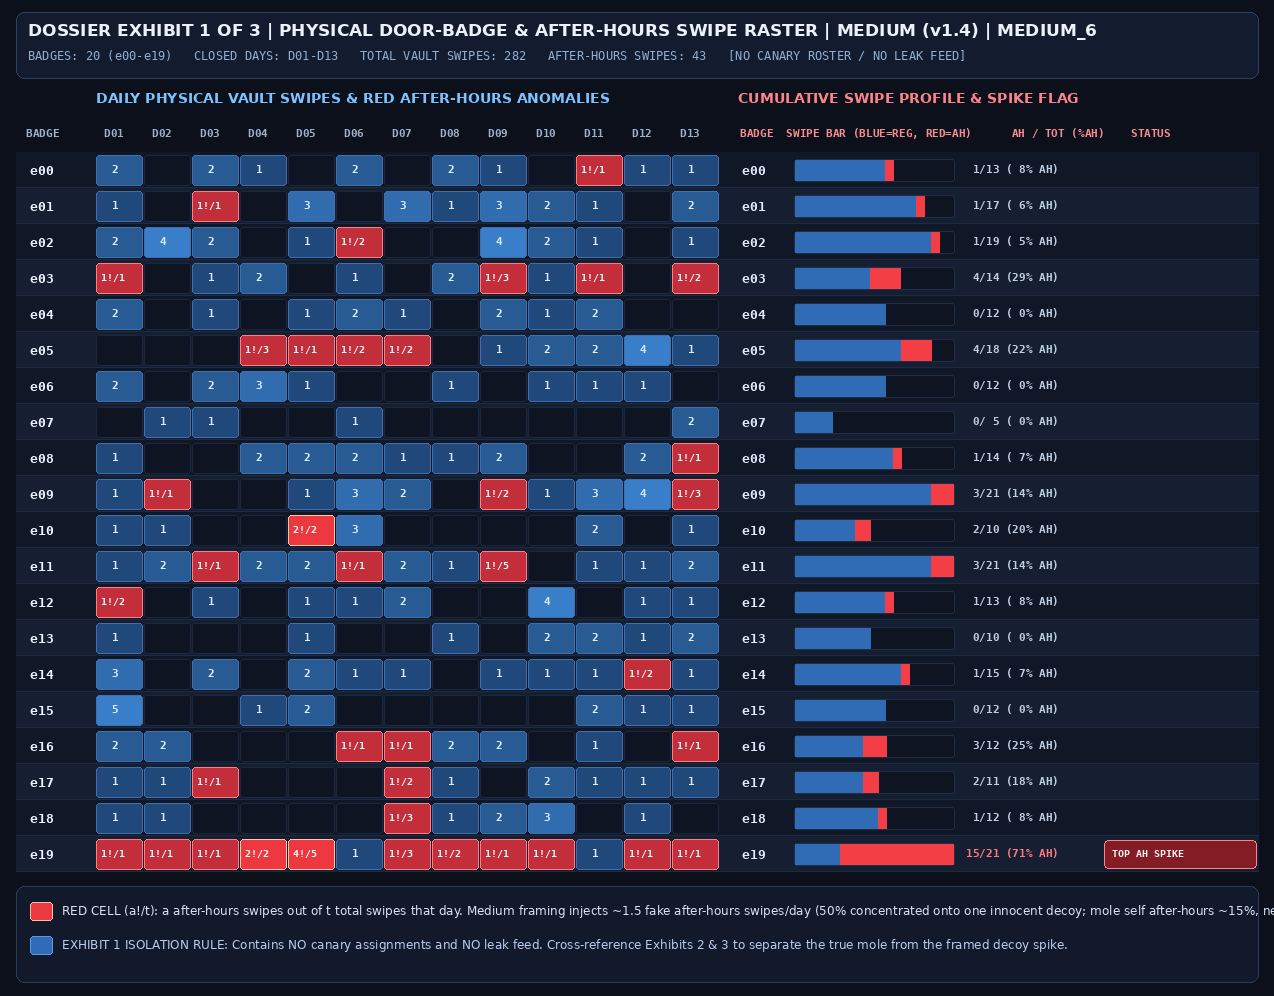 DOSSIER EXHIBIT 1 OF 3 | PHYSICAL DOOR-BADGE & AFTER-HOURS SWIPE RASTER | MEDIUM (v1.4) | MEDIUM_6
BADGES: 20 (e00-e19) CLOSED DAYS: D01-D13 TOTAL VAULT SWIPES: 282 AFTER-HOURS SWIPES: 43 [NO CANARY ROSTER / NO LEAK FEED]
DAILY PHYSICAL VAULT SWIPES & RED AFTER-HOURS ANOMALIES CUMULATIVE SWIPE PROFILE & SPIKE FLAG
BADGE D01 D02 D03 D04 D05 D06 D07 D08 D09 D10 D11 D12 D13 BADGE SWIPE BAR (BLUE=REG, RED=AH) AH / TOT (%AH) STATUS
e00 2 2 1 2 2 1 1!/1 1 1 e00 1/13 ( 8% AH)
e01 1 1!/1 3 3 1 3 2 1 2 e01 1/17 ( 6% AH)
e02 2 4 2 1 1!/2 4 2 1 1 e02 1/19 ( 5% AH)
e03 1!/1 1 2 1 2 1!/3 1 1!/1 1!/2 e03 4/14 (29% AH)
e04 2 1 1 2 1 2 1 2 e04 0/12 ( 0% AH)
e05 1!/3 1!/1 1!/2 1!/2 1 2 2 4 1 e05 4/18 (22% AH)
e06 2 2 3 1 1 1 1 1 e06 0/12 ( 0% AH)
e07 1 1 1 2 e07 0/ 5 ( 0% AH)
e08 1 2 2 2 1 1 2 2 1!/1 e08 1/14 ( 7% AH)
e09 1 1!/1 1 3 2 1!/2 1 3 4 1!/3 e09 3/21 (14% AH)
e10 1 1 2!/2 3 2 1 e10 2/10 (20% AH)
e11 1 2 1!/1 2 2 1!/1 2 1 1!/5 1 1 2 e11 3/21 (14% AH)
e12 1!/2 1 1 1 2 4 1 1 e12 1/13 ( 8% AH)
e13 1 1 1 2 2 1 2 e13 0/10 ( 0% AH)
e14 3 2 2 1 1 1 1 1 1!/2 1 e14 1/15 ( 7% AH)
e15 5 1 2 2 1 1 e15 0/12 ( 0% AH)
e16 2 2 1!/1 1!/1 2 2 1 1!/1 e16 3/12 (25% AH)
e17 1 1 1!/1 1!/2 1 2 1 1 1 e17 2/11 (18% AH)
e18 1 1 1!/3 1 2 3 1 e18 1/12 ( 8% AH)
e19 1!/1 1!/1 1!/1 2!/2 4!/5 1 1!/3 1!/2 1!/1 1!/1 1 1!/1 1!/1 e19 15/21 (71% AH) TOP AH SPIKE
RED CELL (a!/t): a after-hours swipes out of t total swipes that day. Medium framing injects ~1.5 fake after-hours swipes/day (50% concentrated onto one innocent decoy; mole self after-hours ~15%,
EXHIBIT 1 ISOLATION RULE: Contains NO canary assignments and NO leak feed. Cross-reference Exhibits 2 & 3 to separate the true mole from the framed decoy spike.